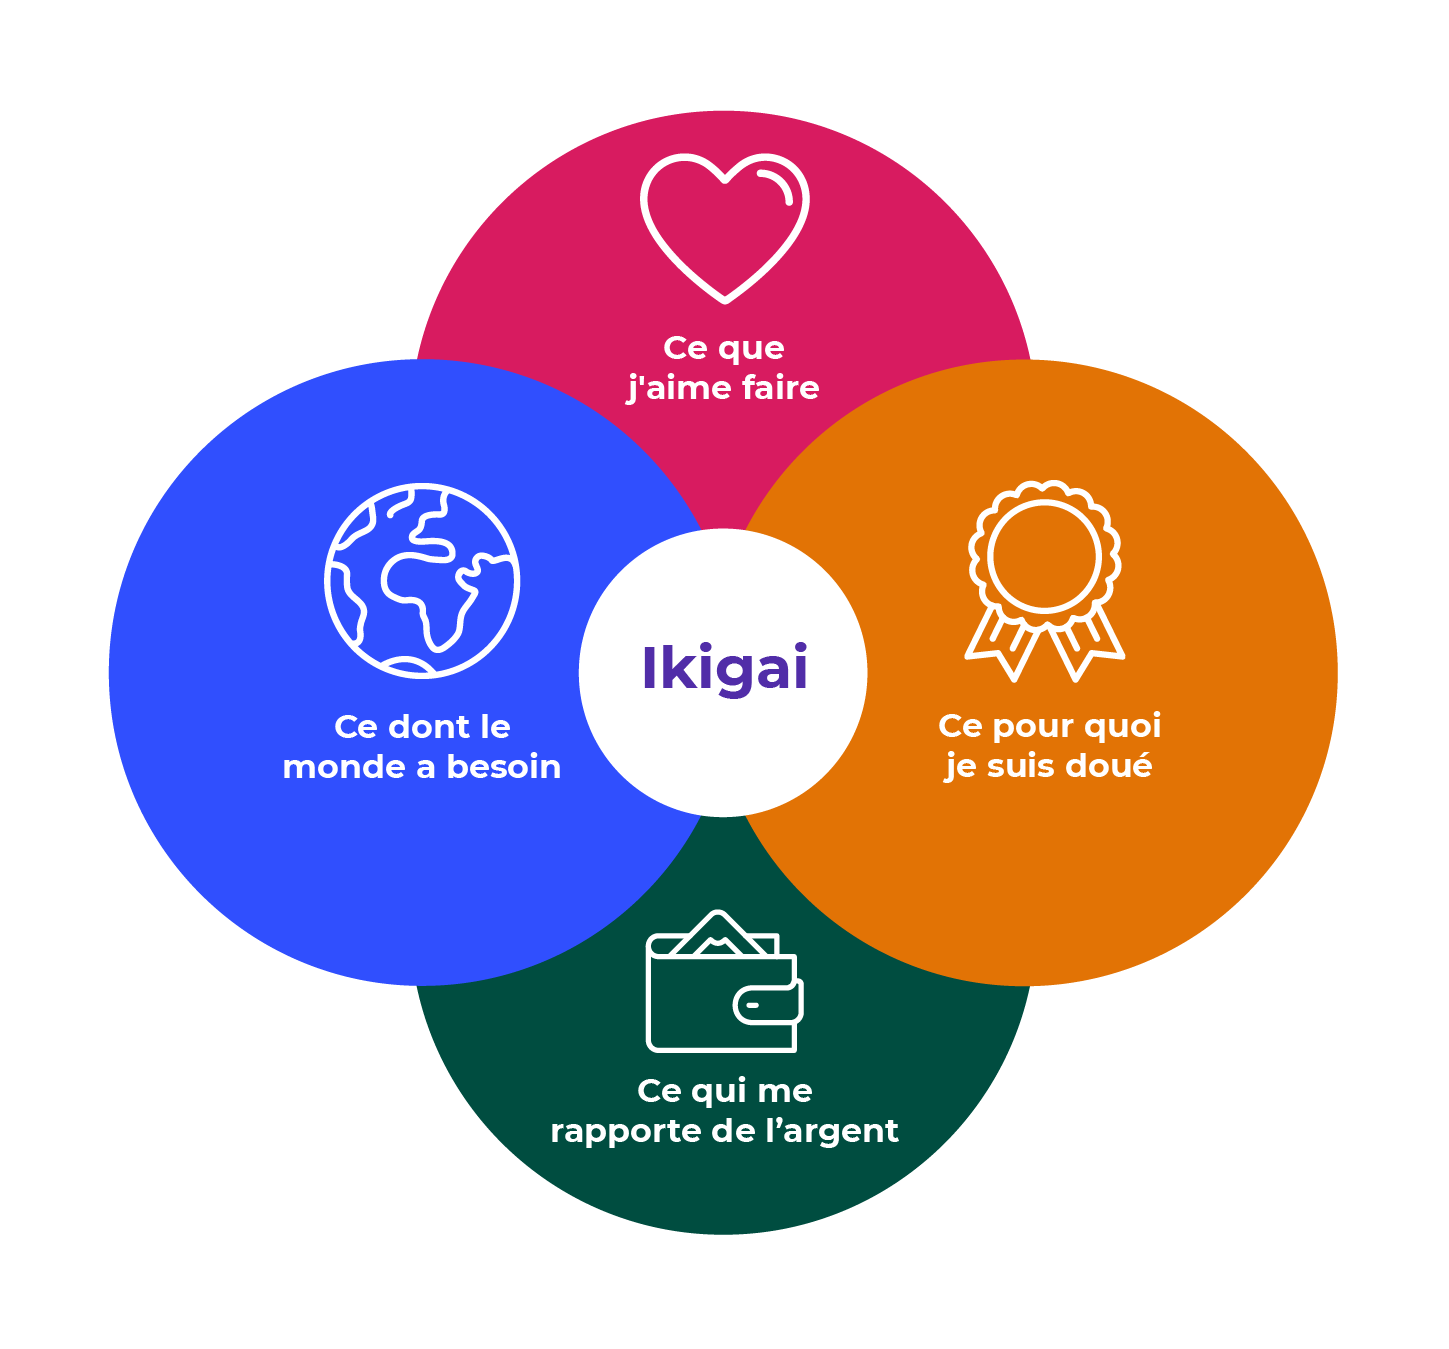 Ce que
j'aime faire
Ce dont le
monde a besoin
Ikigai
Ce pour quoi
je suis doué
Ce qui me
rapporte de l’argent